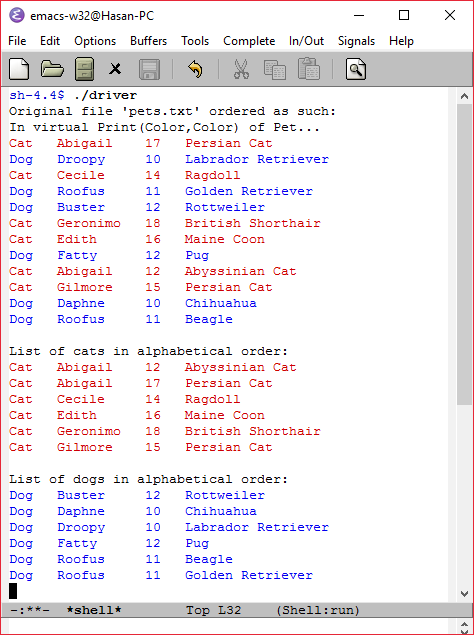 emacs-w32@Hasan-PC
File Edit Options Buffers Tools Complete In/Out Signals Help
sh-4.4$ ./driver
Original file 'pets.txt' ordered as such:
In virtual Print(Color,Color) of Pet...
Cat Abigail 17 Persian Cat
Dog Droopy 10 Labrador Retriever
Cat Cecile 14 Ragdoll
Dog Roofus 11 Golden Retriever
Dog Buster 12 Rottweiler
Cat Geronimo 18 British Shorthair
Cat Edith 16 Maine Coon
Dog Fatty 12 Pug
Cat Abigail 12 Abyssinian Cat
Cat Gilmore 15 Persian Cat
Dog Daphne 10 Chihuahua
Dog Roofus 11 Beagle
List of cats in alphabetical order:
Cat Abigail 12 Abyssinian Cat
Cat Abigail 17 Persian Cat
Cat Cecile 14 Ragdoll
Cat Edith 16 Maine Coon
Cat Geronimo 18 British Shorthair
Cat Gilmore 15 Persian Cat
List of dogs in alphabetical order:
Dog Buster 12 Rottweiler
Dog Daphne 10 Chihuahua
Dog Droopy 10 Labrador Retriever
Dog Fatty 12 Pug
Dog Roofus 11 Beagle
Dog Roofus 11 Golden Retriever
-:**- *shell* Top L32 (Shell:run)